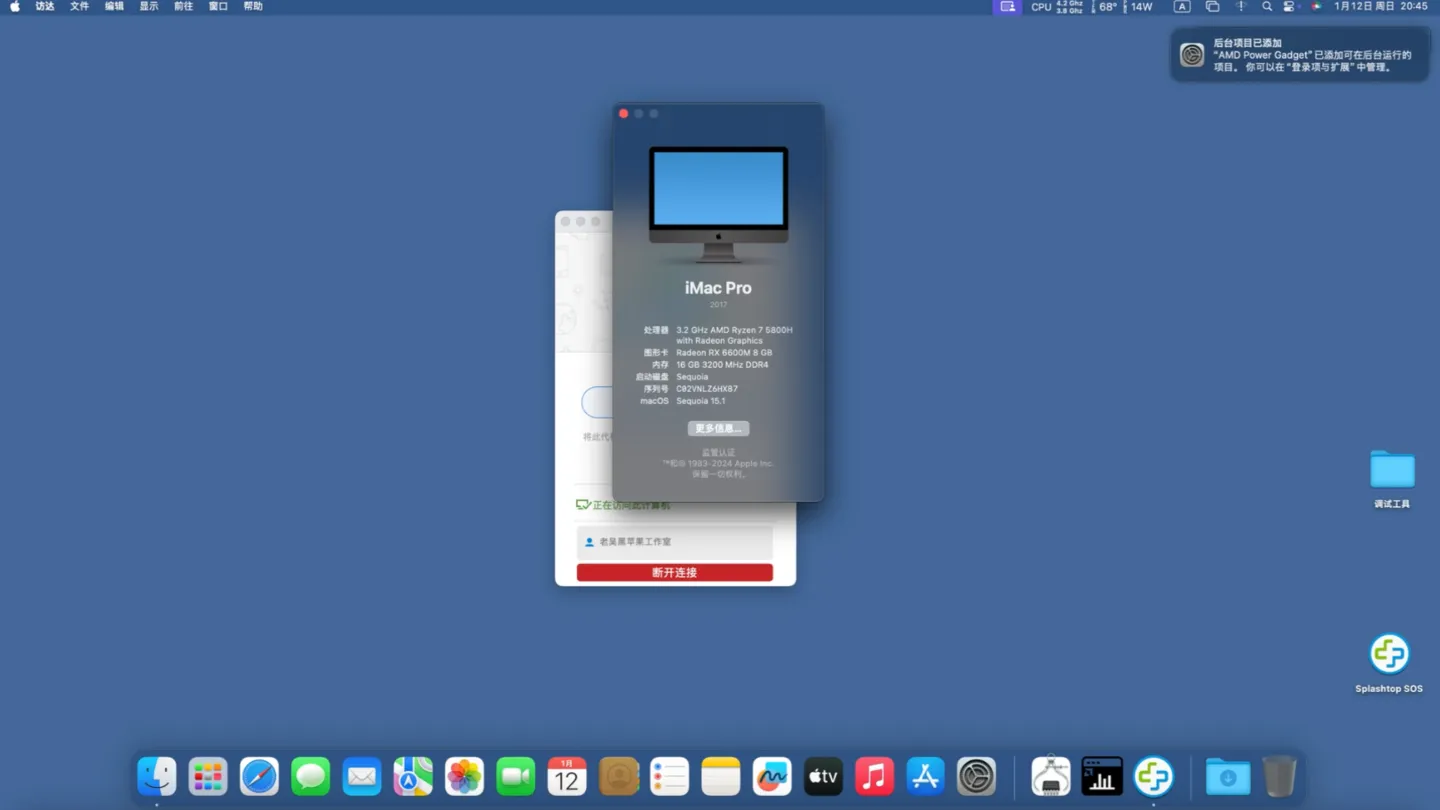 访达 文件 编辑 显示 前往 窗口 帮助
CPU 4.2 Ghz 3.8 Ghz 68° 14W A 1月12日 周日 20:45
后台项目已添加
“AMD Power Gadget”已添加可在后台运行的
项目。你可以在“登录项与扩展”中管理。
iMac Pro
2017
处理器 3.2 GHz AMD Ryzen 7 5800H
with Radeon Graphics
图形卡 Radeon RX 6600M 8 GB
内存 16 GB 3200 MHz DDR4
启动磁盘 Sequoia
序列号 C02VNLZ6HX87
macOS Sequoia 15.1
更多信息...
监管认证
™和© 1983-2024 Apple Inc.
保留一切权利。
将此代
正在访问此计算机
老吴黑苹果工作室
断开连接
调试工具
Splashtop SOS
1月
12
tv